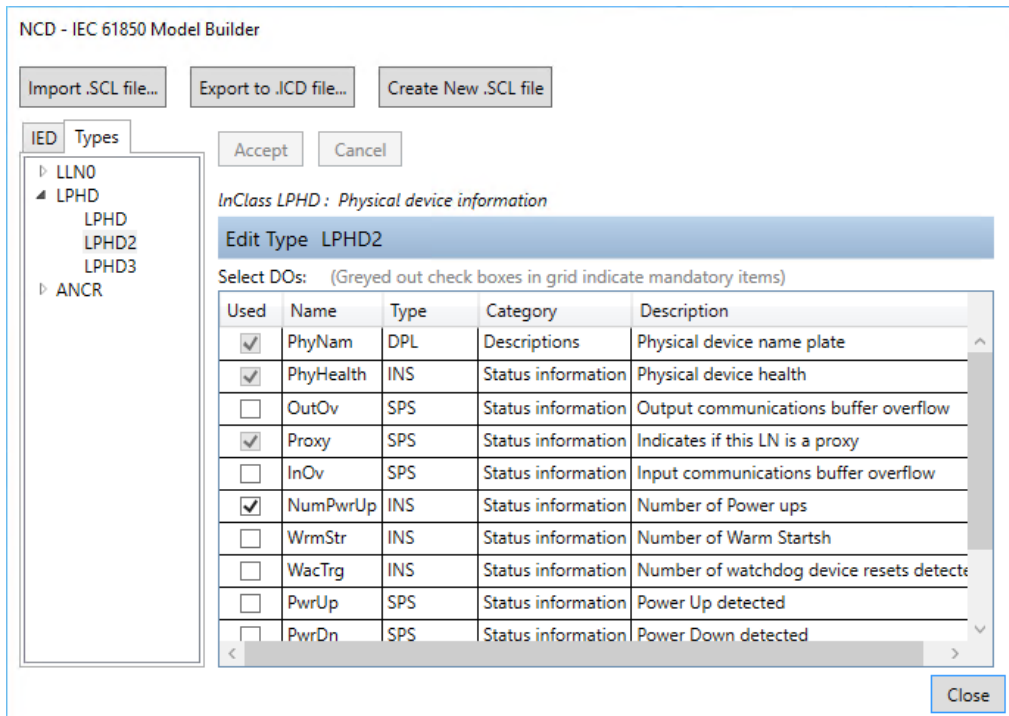 NCD - IEC 61850 Model Builder
Import .SCL file... Export to .ICD file... Create New .SCL file
IED Types
Accept Cancel
LLN0
LPHD
LPHD
LPHD2
LPHD3
ANCR
lnClass LPHD : Physical device information
Edit Type LPHD2
Select DOs: (Greyed out check boxes in grid indicate mandatory items)
Used Name Type Category Description
PhyNam DPL Descriptions Physical device name plate
PhyHealth INS Status information Physical device health
OutOv SPS Status information Output communications buffer overflow
Proxy SPS Status information Indicates if this LN is a proxy
InOv SPS Status information Input communications buffer overflow
NumPwrUp INS Status information Number of Power ups
WrmStr INS Status information Number of Warm Startsh
WacTrg INS Status information Number of watchdog device resets detecte
PwrUp SPS Status information Power Up detected
PwrDn SPS Status information Power Down detected
Close